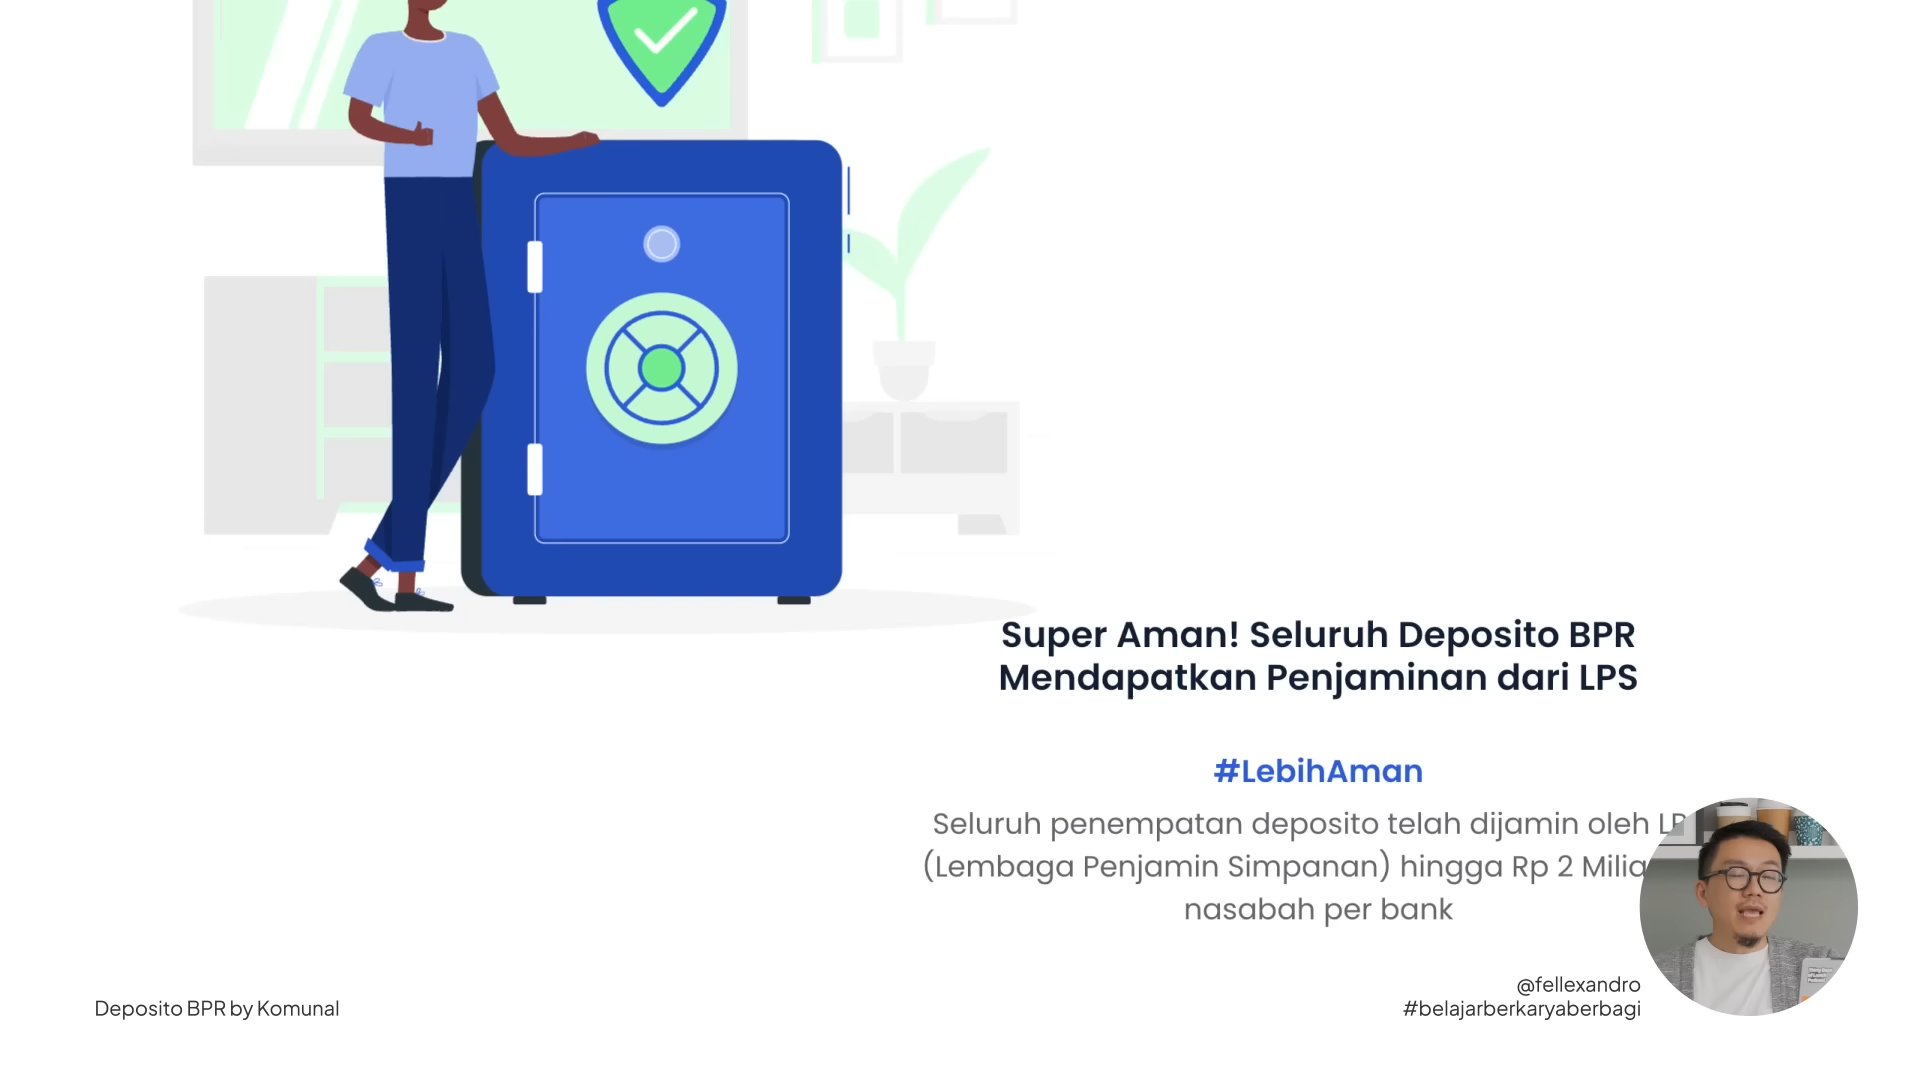 Super Aman! Seluruh Deposito BPR
Mendapatkan Penjaminan dari LPS
#LebihAman
Seluruh penempatan deposito telah dijamin oleh
(Lembaga Penjamin Simpanan) hingga Rp 2
nasabah per bank
@fellexandro
#belajarberkaryaberbagi
Deposito BPR by Komunal